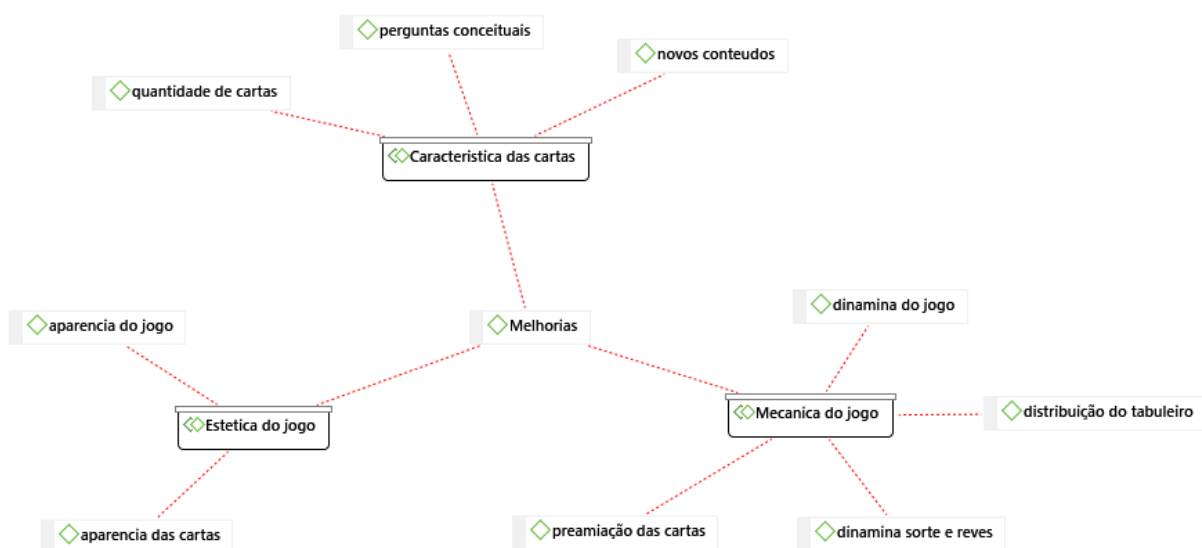 perguntas conceituais
novos conteudos
quantidade de cartas
Caracteristica das cartas
dinamina do jogo
aparencia do jogo
Melhorias
distribuição do tabuleiro
Mecanica do jogo
Estetica do jogo
preamiação das cartas
dinamina sorte e reves
aparencia das cartas